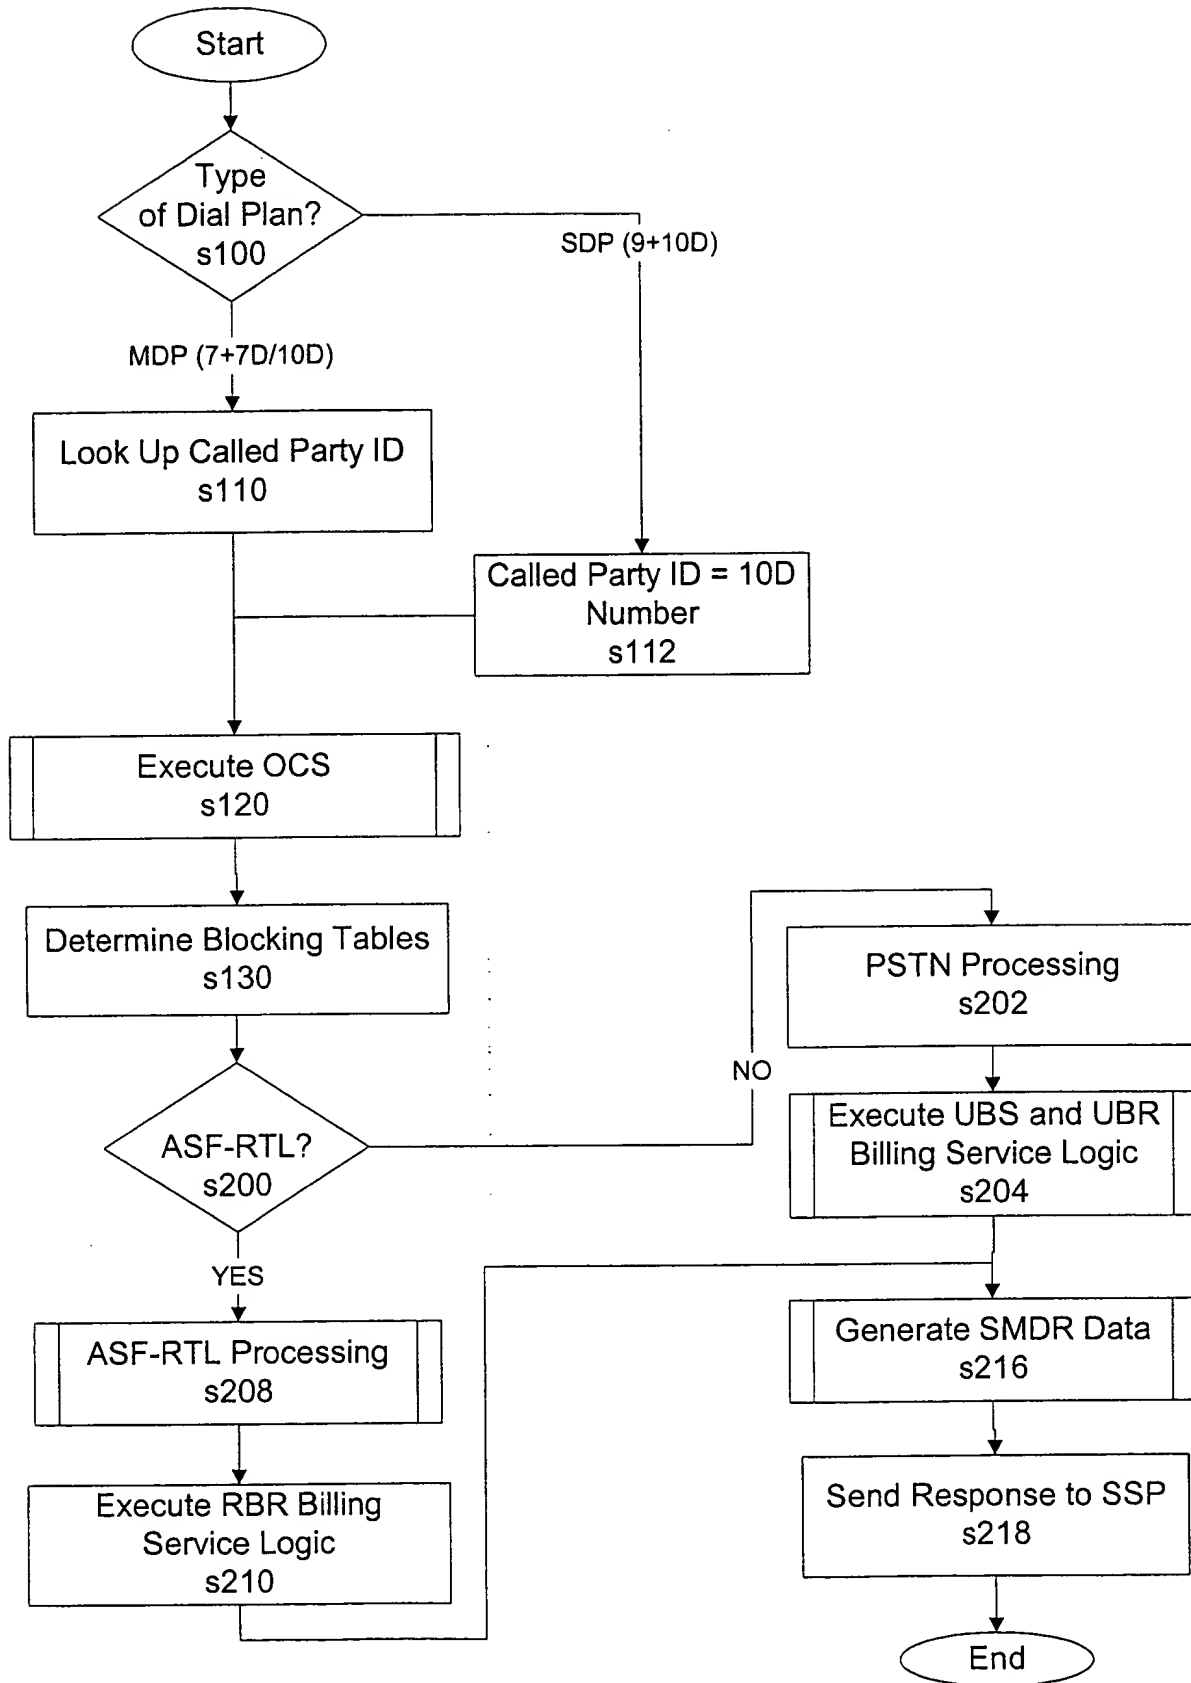 Start
Type
of Dial Plan?
s100
SDP (9+10D)
MDP (7+7D/10D)
Look Up Called Party ID
s110
Called Party ID = 10D
Number
s112
Execute OCS
s120
Determine Blocking Tables
s130
ASF-RTL?
s200
NO
YES
PSTN Processing
s202
Execute UBS and UBR
Billing Service Logic
s204
ASF-RTL Processing
s208
Execute RBR Billing
Service Logic
s210
Generate SMDR Data
s216
Send Response to SSP
s218
End